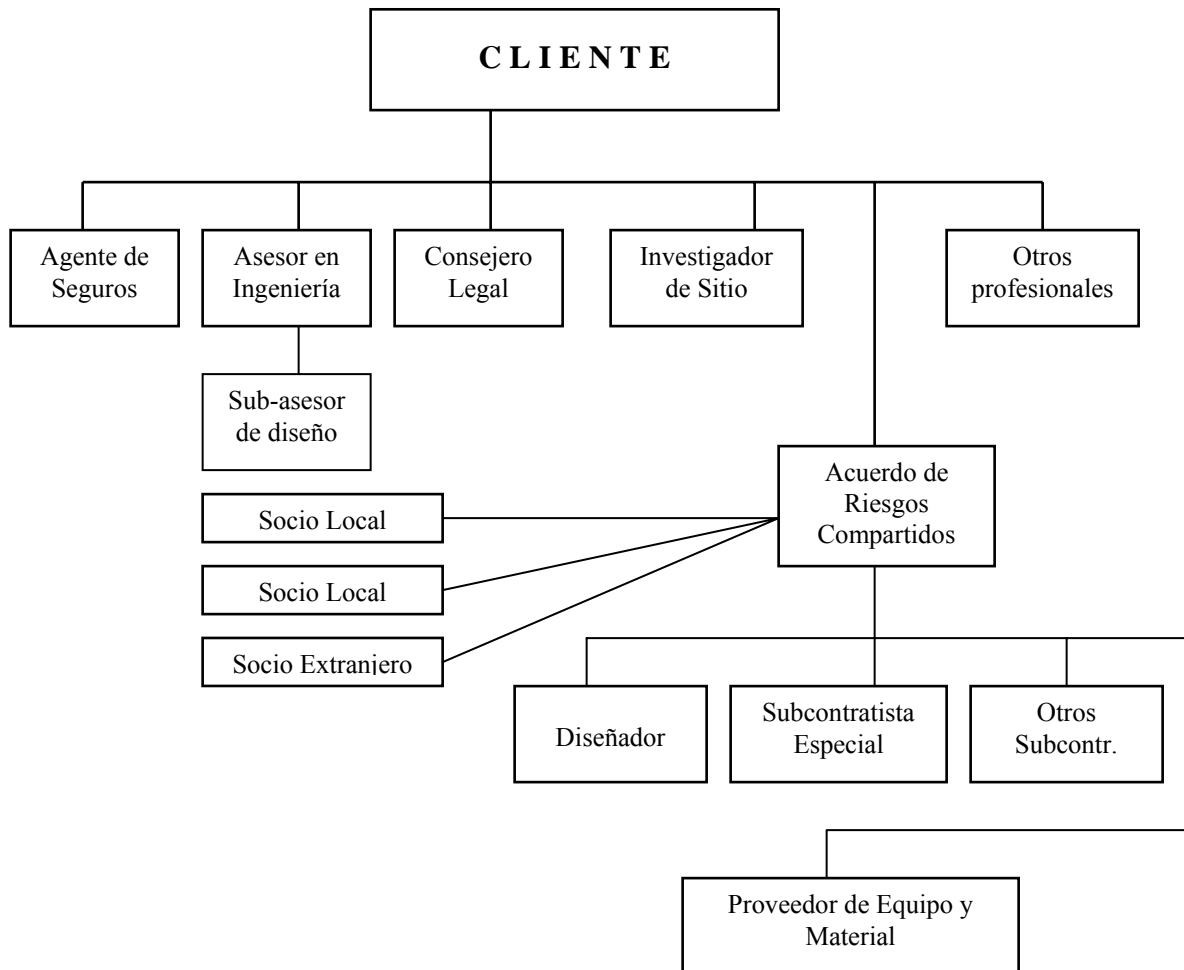 C L I E N T E
Agente de
Seguros
Asesor en
Ingeniería
Consejero
Legal
Investigador
de Sitio
Otros
profesionales
Sub-asesor
de diseño
Acuerdo de
Riesgos
Compartidos
Socio Local
Socio Local
Socio Extranjero
Diseñador
Subcontratista
Especial
Otros
Subcontr.
Proveedor de Equipo y
Material